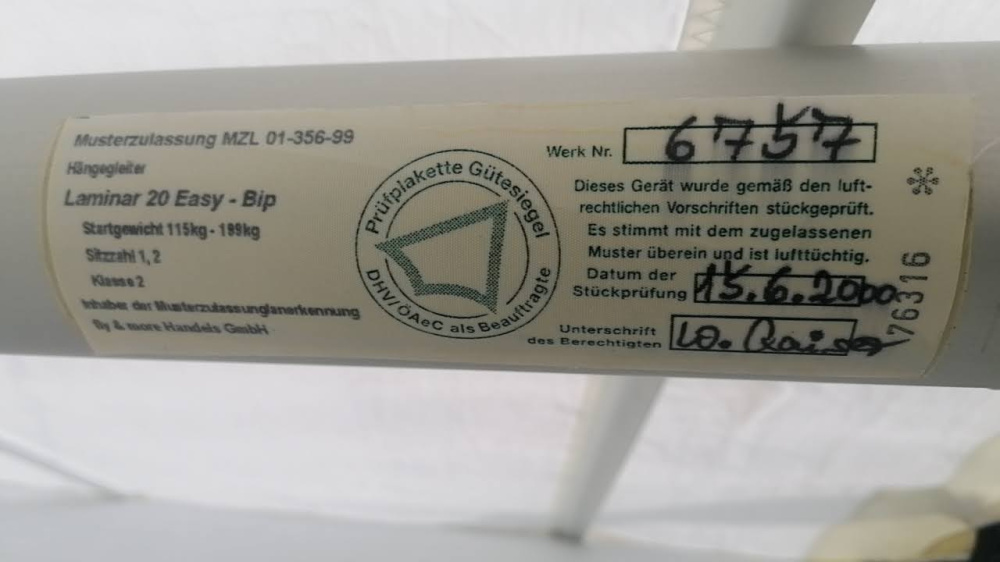 Musterzulassung MZL 01-356-99
Hängegleiter
Laminar 20 Easy - Bip
Startgewicht 115kg - 199kg
Sitzzahl 1, 2
Klasse 2
Inhaber der Musterzulassung/anerkennung
Prüfplakette Gütesiegel
DHV/ÖAeC als Beauftragte
Werk Nr. 6757
Dieses Gerät wurde gemäß den luft-
rechtlichen Vorschriften stückgeprüft.
Es stimmt mit dem zugelassenen
Muster überein und ist lufttüchtig.
Datum der
Stückprüfung 15.6.2000
Unterschrift
des Berechtigten
76316 *
& more Handels GmbH